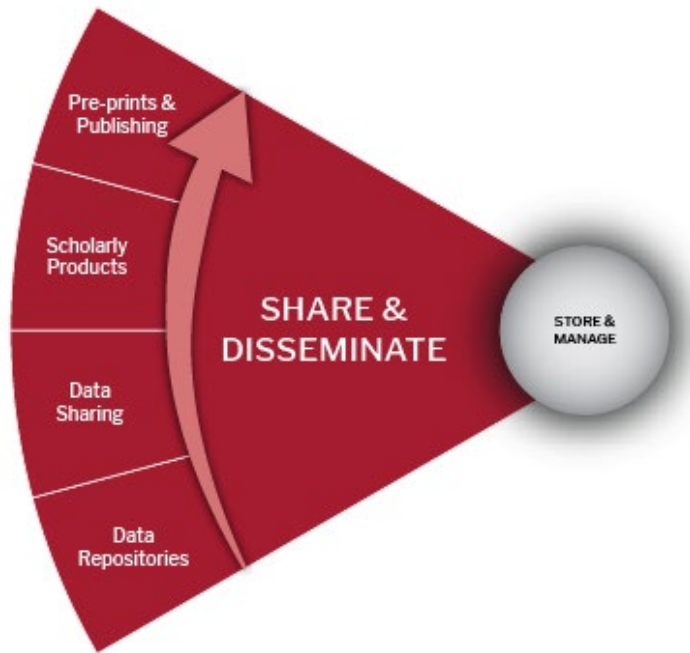 Pre-prints &
Publishing
Scholarly
Products
SHARE &
DISSEMINATE
STORE &
MANAGE
Data
Sharing
Data
Repositories